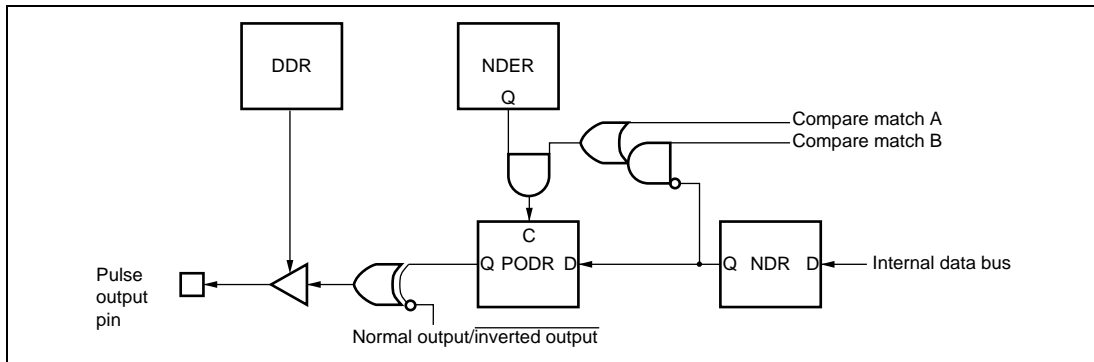 DDR
NDER
Q
Compare match A
Compare match B
C
Q PODR D
Q NDR D
Internal data bus
Pulse
output
pin
Normal output/inverted output